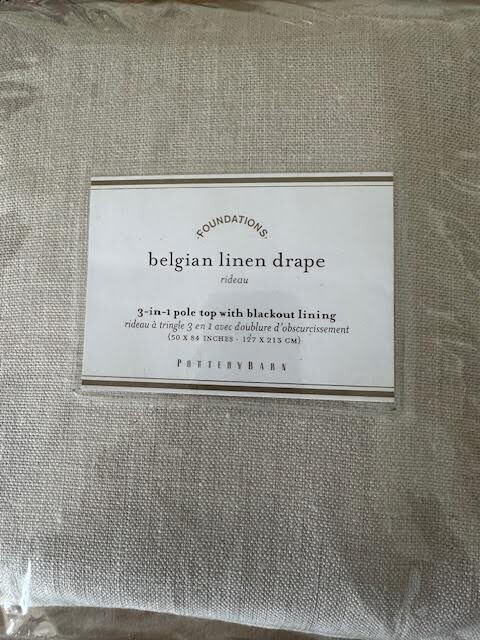 ·FOUNDATIONS·
belgian linen drape
rideau
3-in-1 pole top with blackout lining
rideau à tringle 3 en 1 avec doublure d'obscurcissement
(50 X 84 INCHES - 127 X 213 CM)
POTTERY BARN